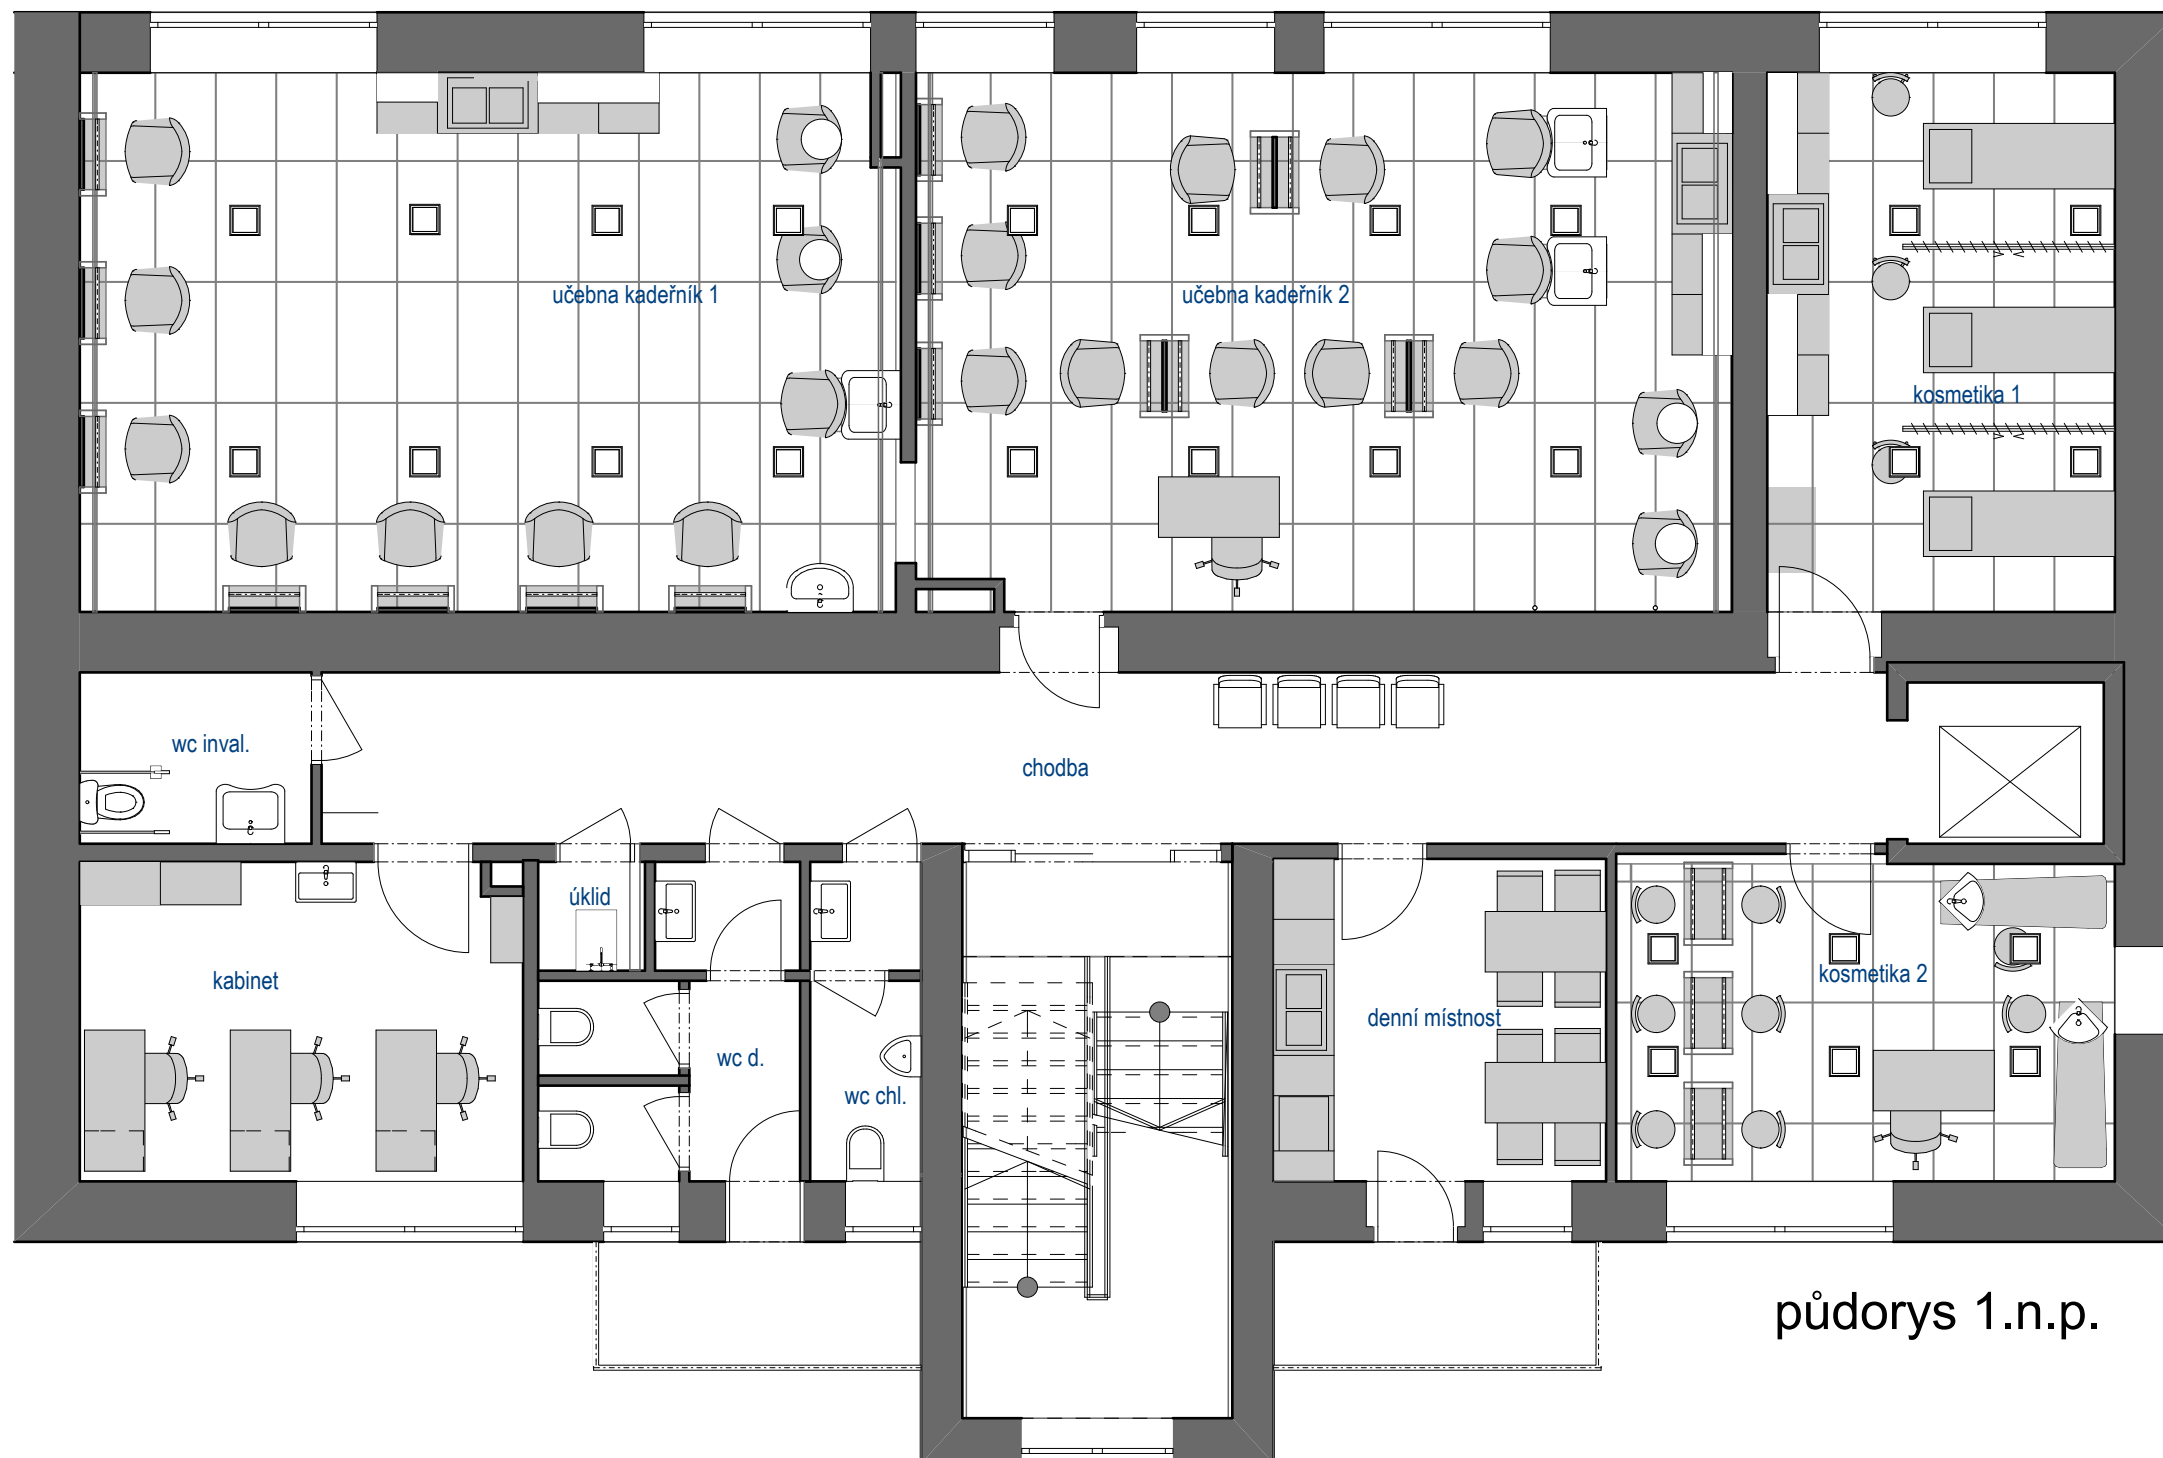 učebna kadeřník 1
učebna kadeřník 2
kosmetika 1
wc inval.
chodba
úklid
kabinet
wc d.
wc chl.
denní místnost
kosmetika 2
půdorys 1.n.p.